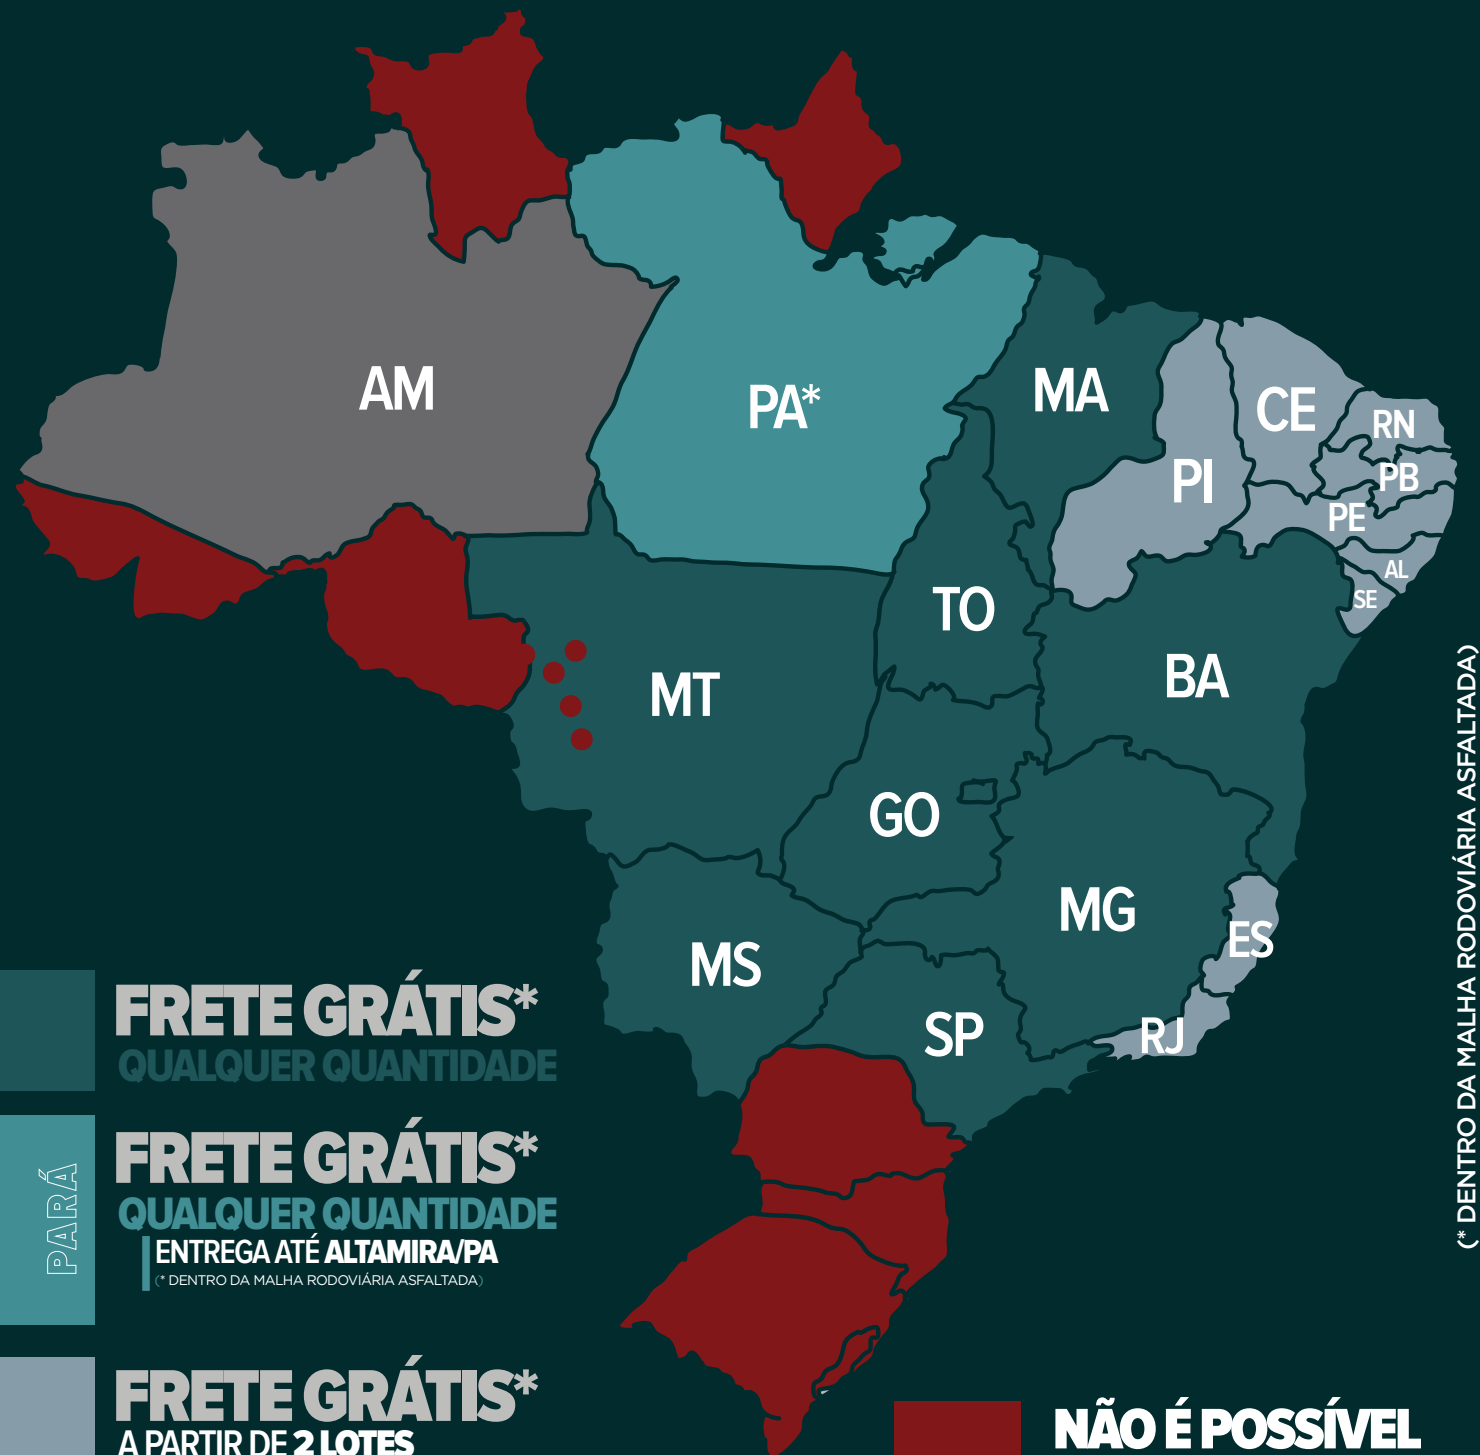 AM
PA*
MA
CE
RN
PI
PB
PE
AL
SE
TO
BA
MT
GO
MG
ES
MS
SP
RJ
(* DENTRO DA MALHA RODOVIÁRIA ASFALTADA)
FRETE GRÁTIS*
QUALQUER QUANTIDADE
PARÁ
FRETE GRÁTIS*
QUALQUER QUANTIDADE
ENTREGA ATÉ ALTAMIRA/PA
(* DENTRO DA MALHA RODOVIÁRIA ASFALTADA)
FRETE GRÁTIS*
A PARTIR DE 2 LOTES
NÃO É POSSÍVEL